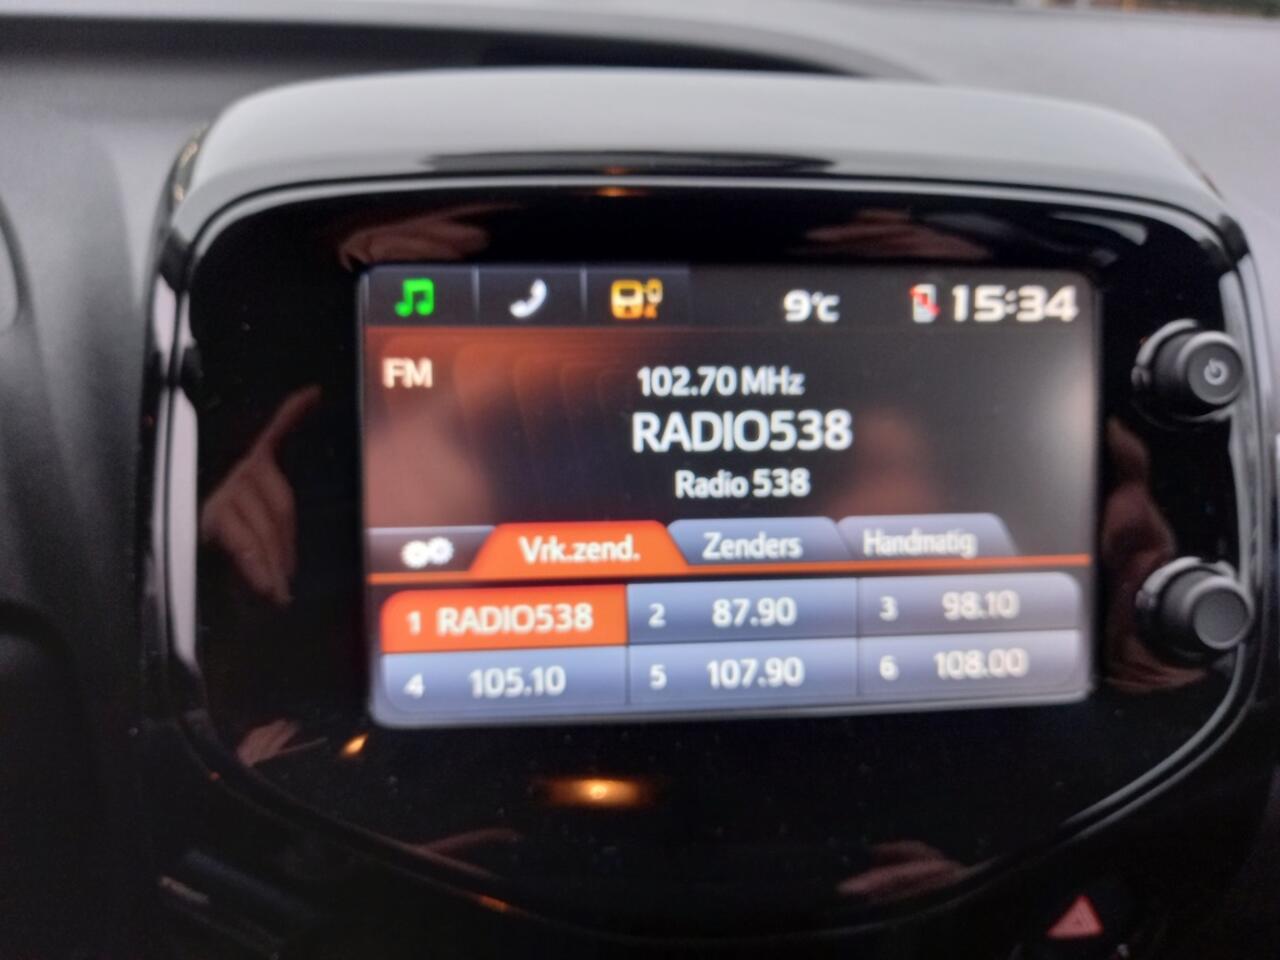 9°C 15:34
FM
102.70 MHz
RADIO538
Radio 538
Vrk.zend. Zenders Handmatig
1 RADIO538 2 87.90 3 98.10
4 105.10 5 107.90 6 108.00